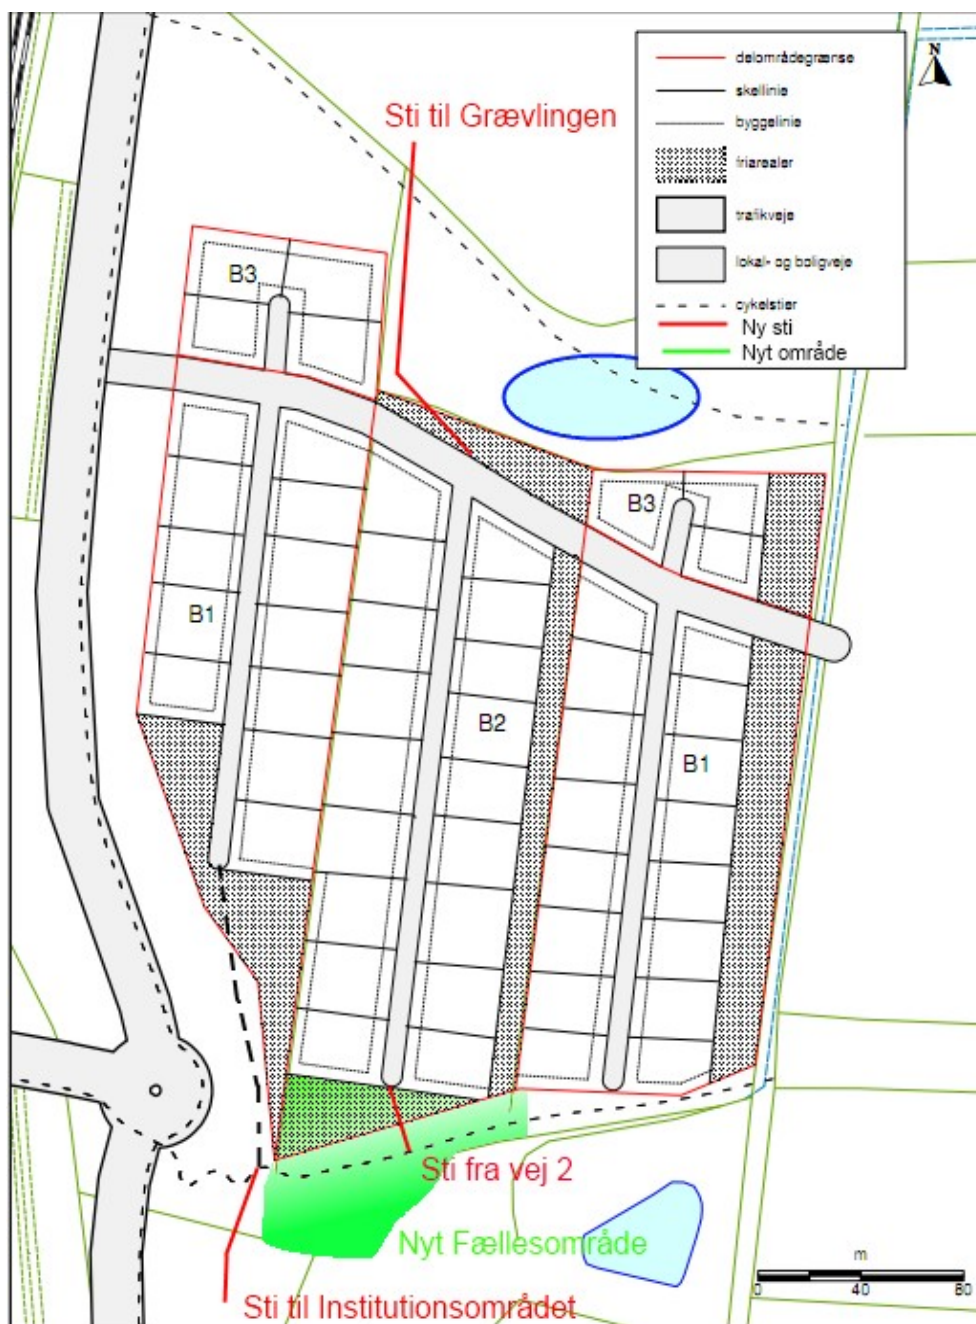 N
delområdegrænse
skellinie
byggelinie
friarealer
trafikveje
lokal- og boligveje
cykelstier
Ny sti
Nyt område
Sti til Grævlingen
B3
B3
B1
B2
B1
Sti fra vej 2
Nyt Fællesområde
Sti til Institutionsområdet
m
0 40 80